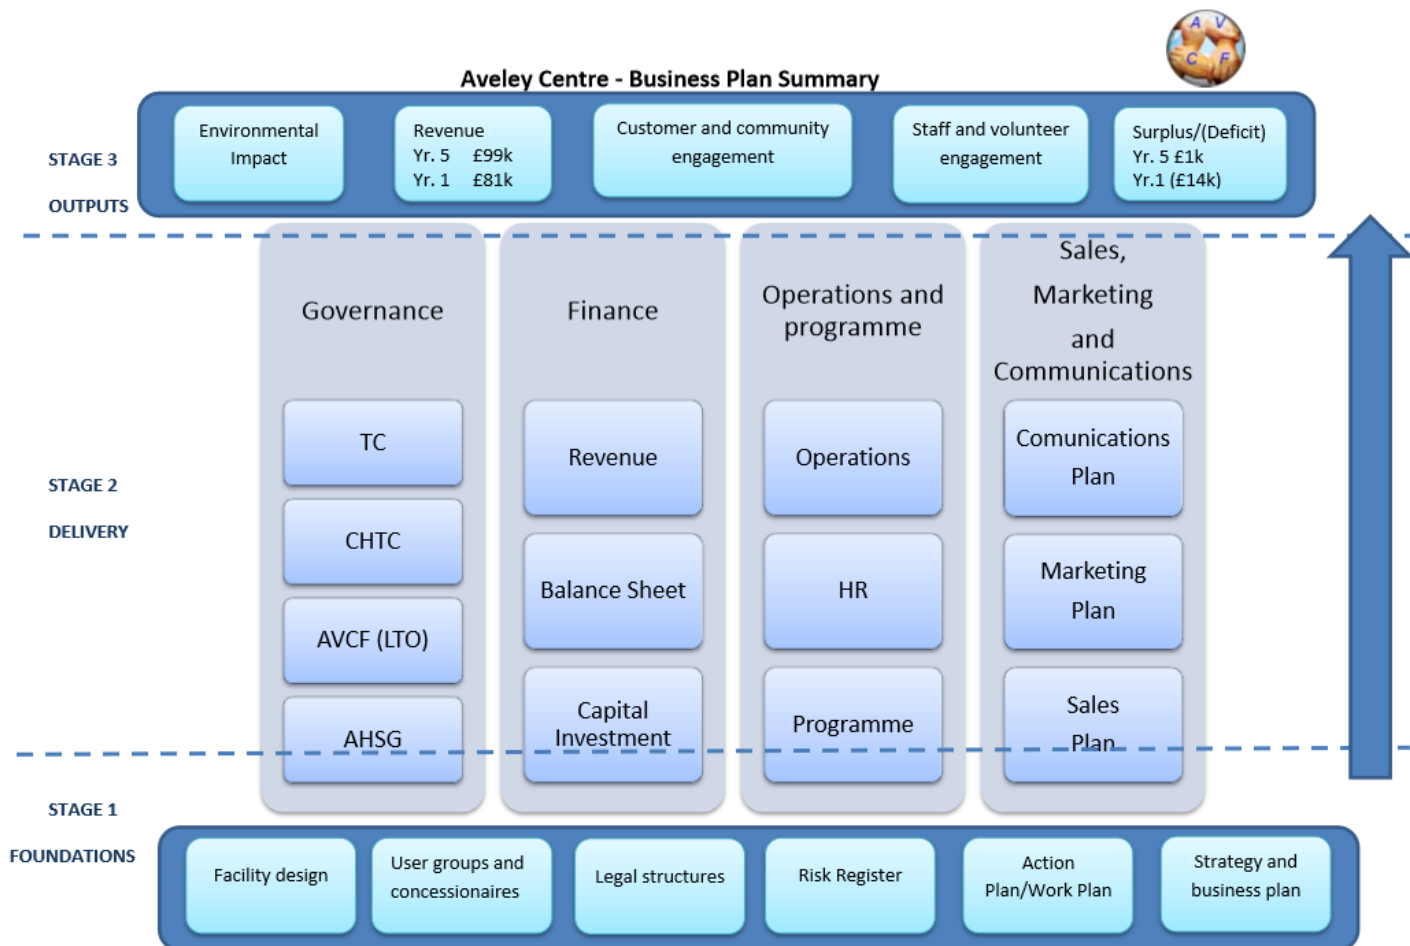 A V
C F
Aveley Centre - Business Plan Summary
STAGE 3
OUTPUTS
Environmental
Impact
Revenue
Yr. 5 £99k
Yr. 1 £81k
Customer and community
engagement
Staff and volunteer
engagement
Surplus/(Deficit)
Yr. 5 £1k
Yr.1 (£14k)
STAGE 2
DELIVERY
Governance
TC
CHTC
AVCF (LTO)
AHSG
Finance
Revenue
Balance Sheet
Capital
Investment
Operations and
programme
Operations
HR
Programme
Sales,
Marketing
and
Communications
Comunications
Plan
Marketing
Plan
Sales
Plan
STAGE 1
FOUNDATIONS
Facility design
User groups and
concessionaires
Legal structures
Risk Register
Action
Plan/Work Plan
Strategy and
business plan